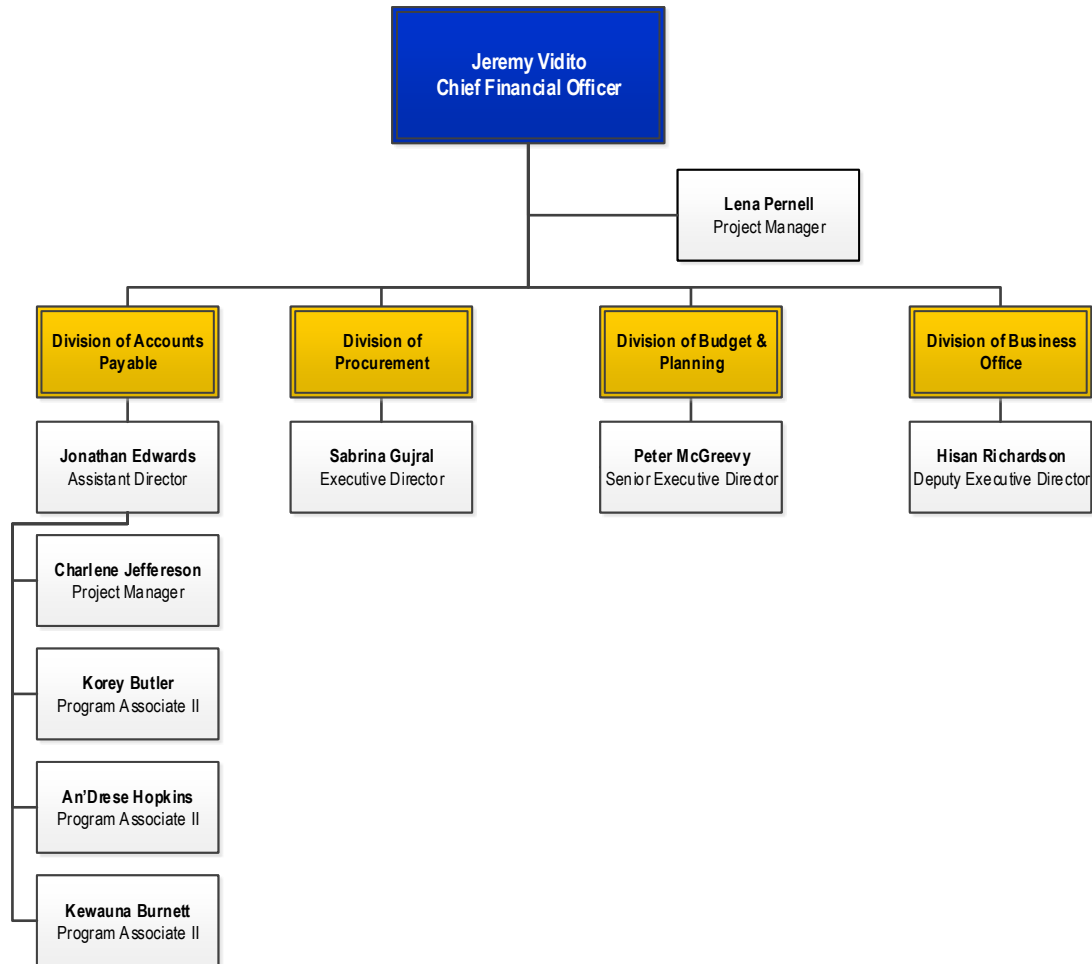 Jeremy Vidito
Chief Financial Officer
Lena Pernell
Project Manager
Division of Accounts
Payable
Division of
Procurement
Division of Budget &
Planning
Division of Business
Office
Jonathan Edwards
Assistant Director
Sabrina Gujral
Executive Director
Peter McGreevy
Senior Executive Director
Hisan Richardson
Deputy Executive Director
Charlene Jeffereson
Project Manager
Korey Butler
Program Associate II
An’Drese Hopkins
Program Associate II
Kewauna Burnett
Program Associate II